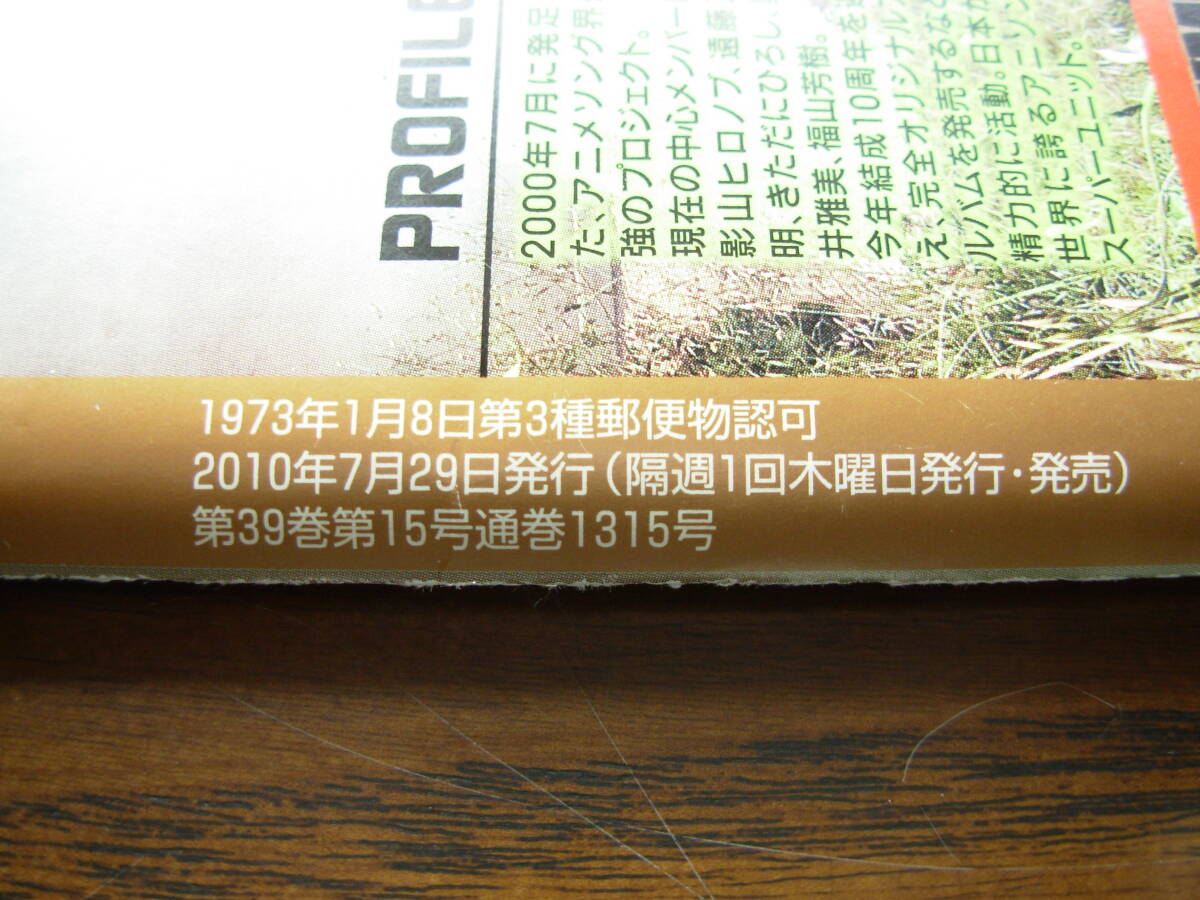 PROFILE
2000年7月に発足
た、アニメソング界
強のプロジェクト。
現在の中心メンバー
影山ヒロノブ、遠藤
明、きただにひろし、
井雅美、福山芳樹。
今年結成10周年を
え、完全オリジナル
ルバムを発売するなど
精力的に活動。日本が
世界に誇るアニソン
スーパーユニット。
1973年1月8日第3種郵便物認可
2010年7月29日発行（隔週1回木曜日発行・発売）
第39巻第15号通巻1315号